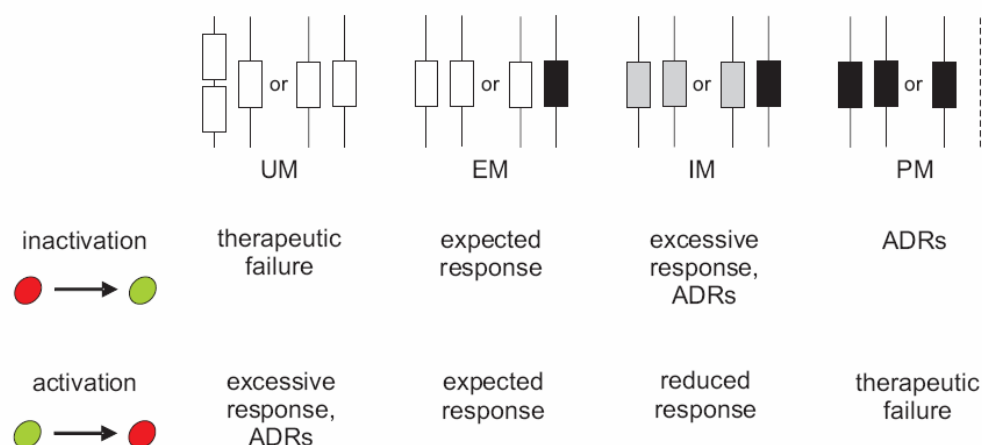 or or or or
UM EM IM PM
inactivation
therapeutic
failure
expected
response
excessive
response,
ADRs
ADRs
activation
excessive
response,
ADRs
expected
response
reduced
response
therapeutic
failure